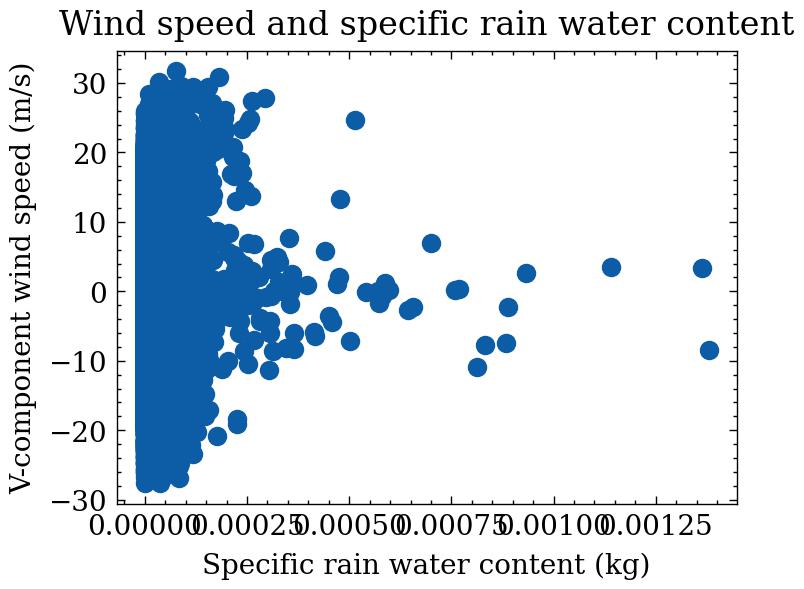 Wind speed and specific rain water content
V-component wind speed (m/s)
30
20
10
0
−10
−20
−30
0.00000 0.00025 0.00050 0.00075 0.00100 0.00125
Specific rain water content (kg)